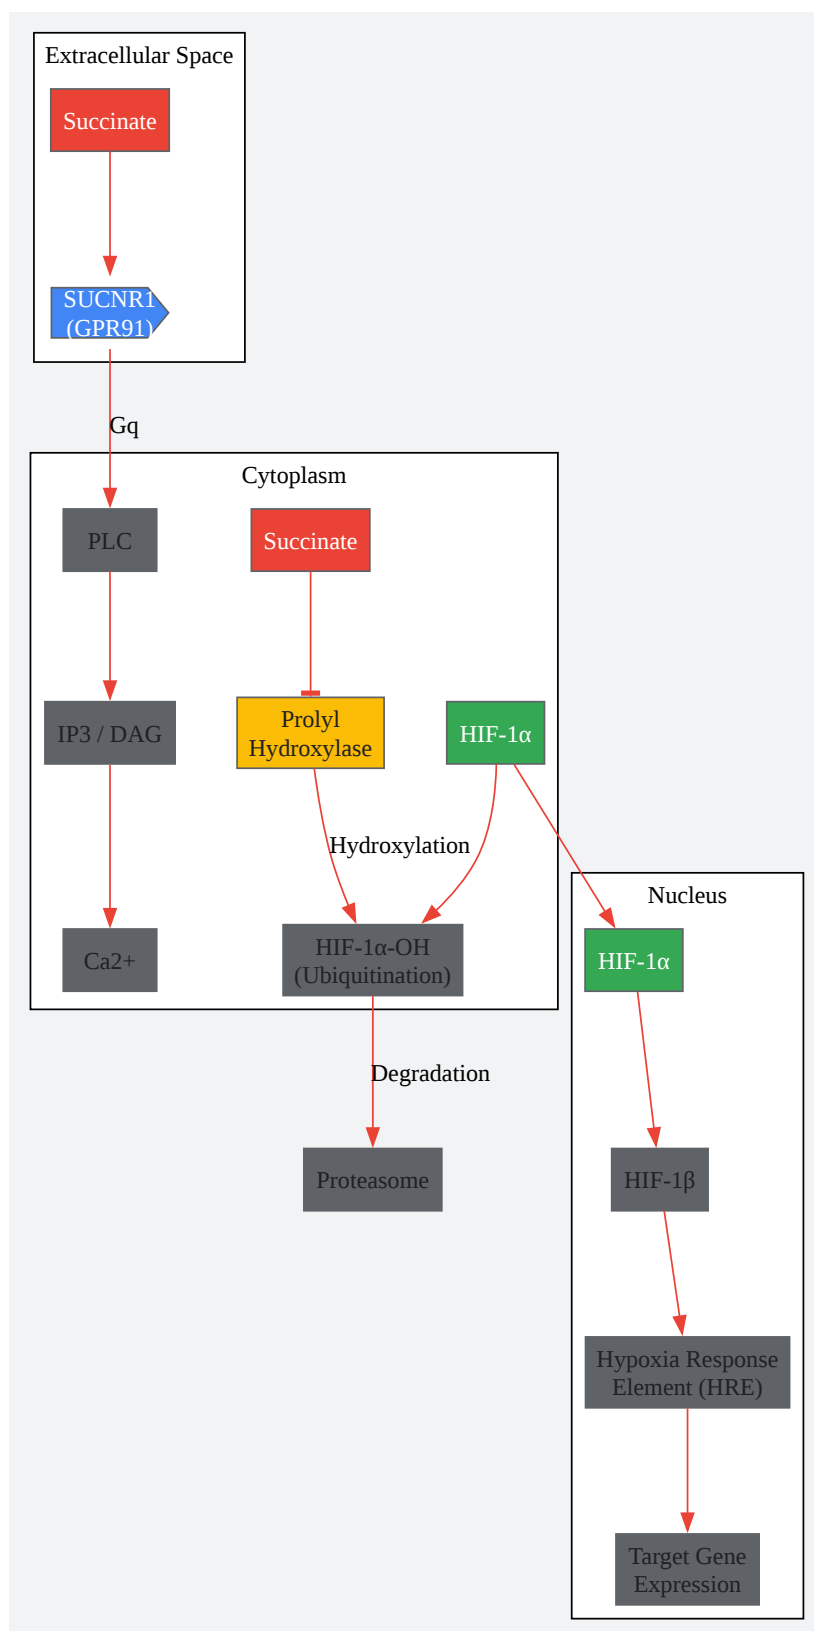 Extracellular Space
Succinate
SUCNR1
(GPR91)
Gq
Cytoplasm
PLC
Succinate
IP3 / DAG
Prolyl
Hydroxylase
HIF-1α
Hydroxylation
Ca2+
HIF-1α-OH
(Ubiquitination)
Degradation
Proteasome
Nucleus
HIF-1α
HIF-1β
Hypoxia Response
Element (HRE)
Target Gene
Expression